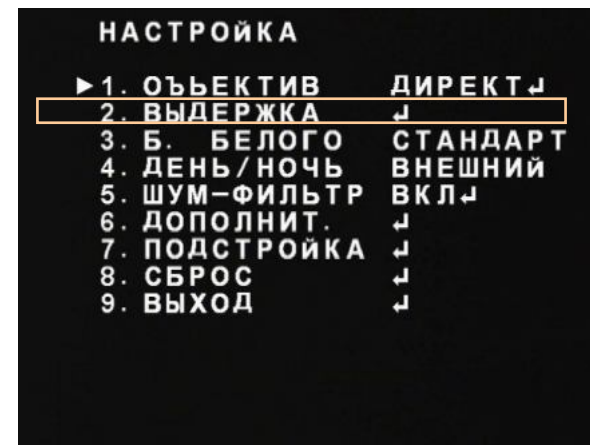 НАСТРОЙКА
►1. ОЪЬЕКТИВ ДИРЕКТ↲
2. ВЫДЕРЖКА ↲
3. Б. БЕЛОГО СТАНДАРТ
4. ДЕНЬ/НОЧЬ ВНЕШНИЙ
5. ШУМ–ФИЛЬТР ВКЛ↲
6. ДОПОЛНИТ. ↲
7. ПОДСТРОЙКА ↲
8. СБРОС ↲
9. ВЫХОД ↲